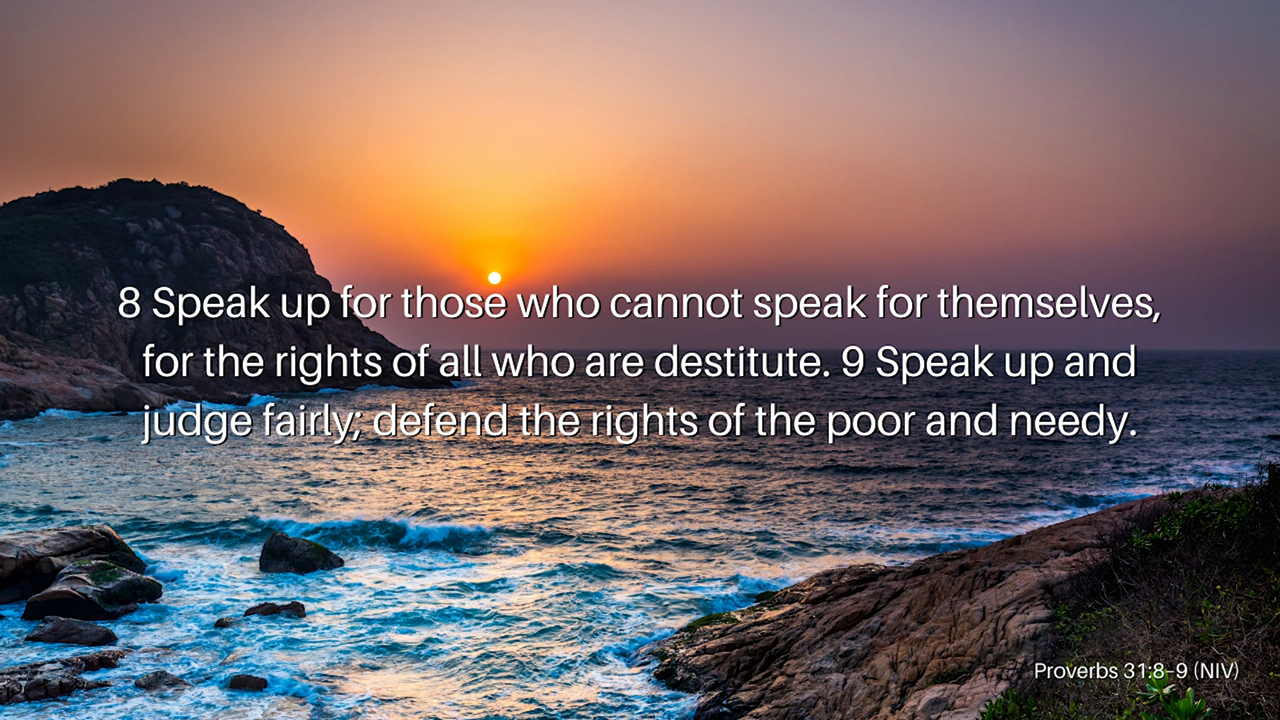 8 Speak up for those who cannot speak for themselves,
for the rights of all who are destitute. 9 Speak up and
judge fairly; defend the rights of the poor and needy.
Proverbs 31:8–9 (NIV)